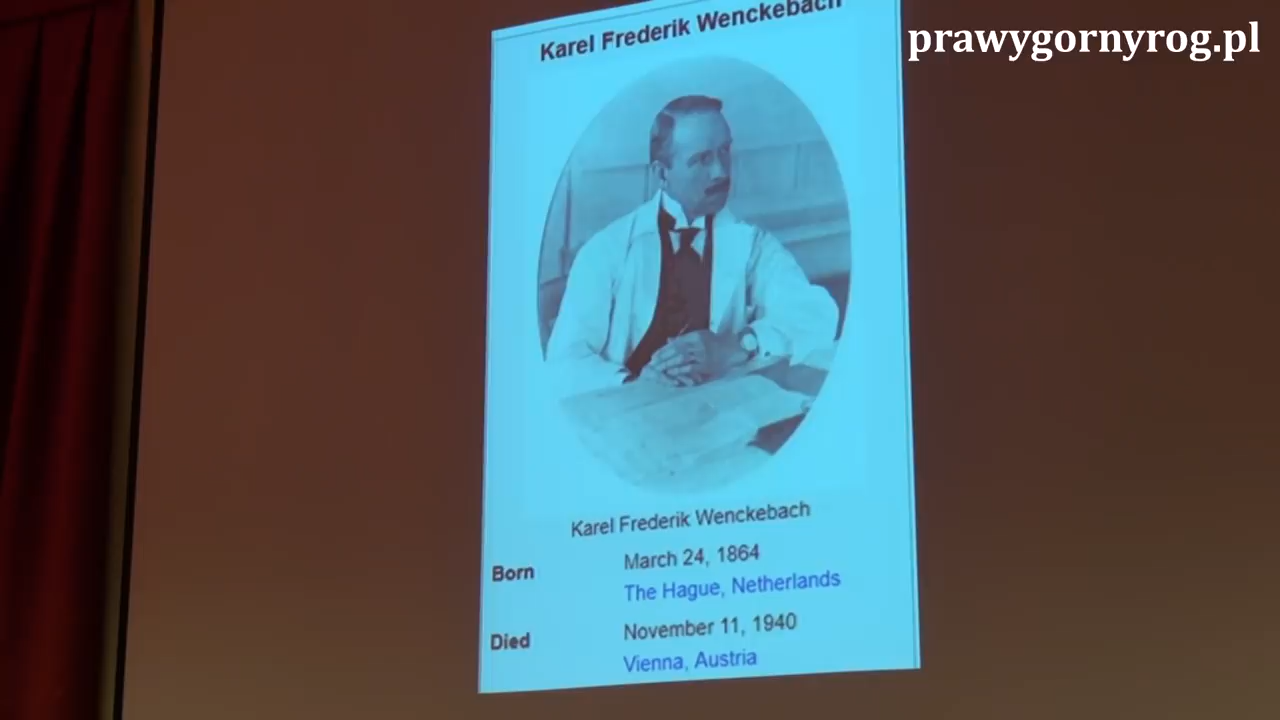 prawygornyrog.pl
Karel Frederik Wenckebach
Karel Frederik Wenckebach
Born
March 24, 1864
The Hague, Netherlands
Died
November 11, 1940
Vienna, Austria